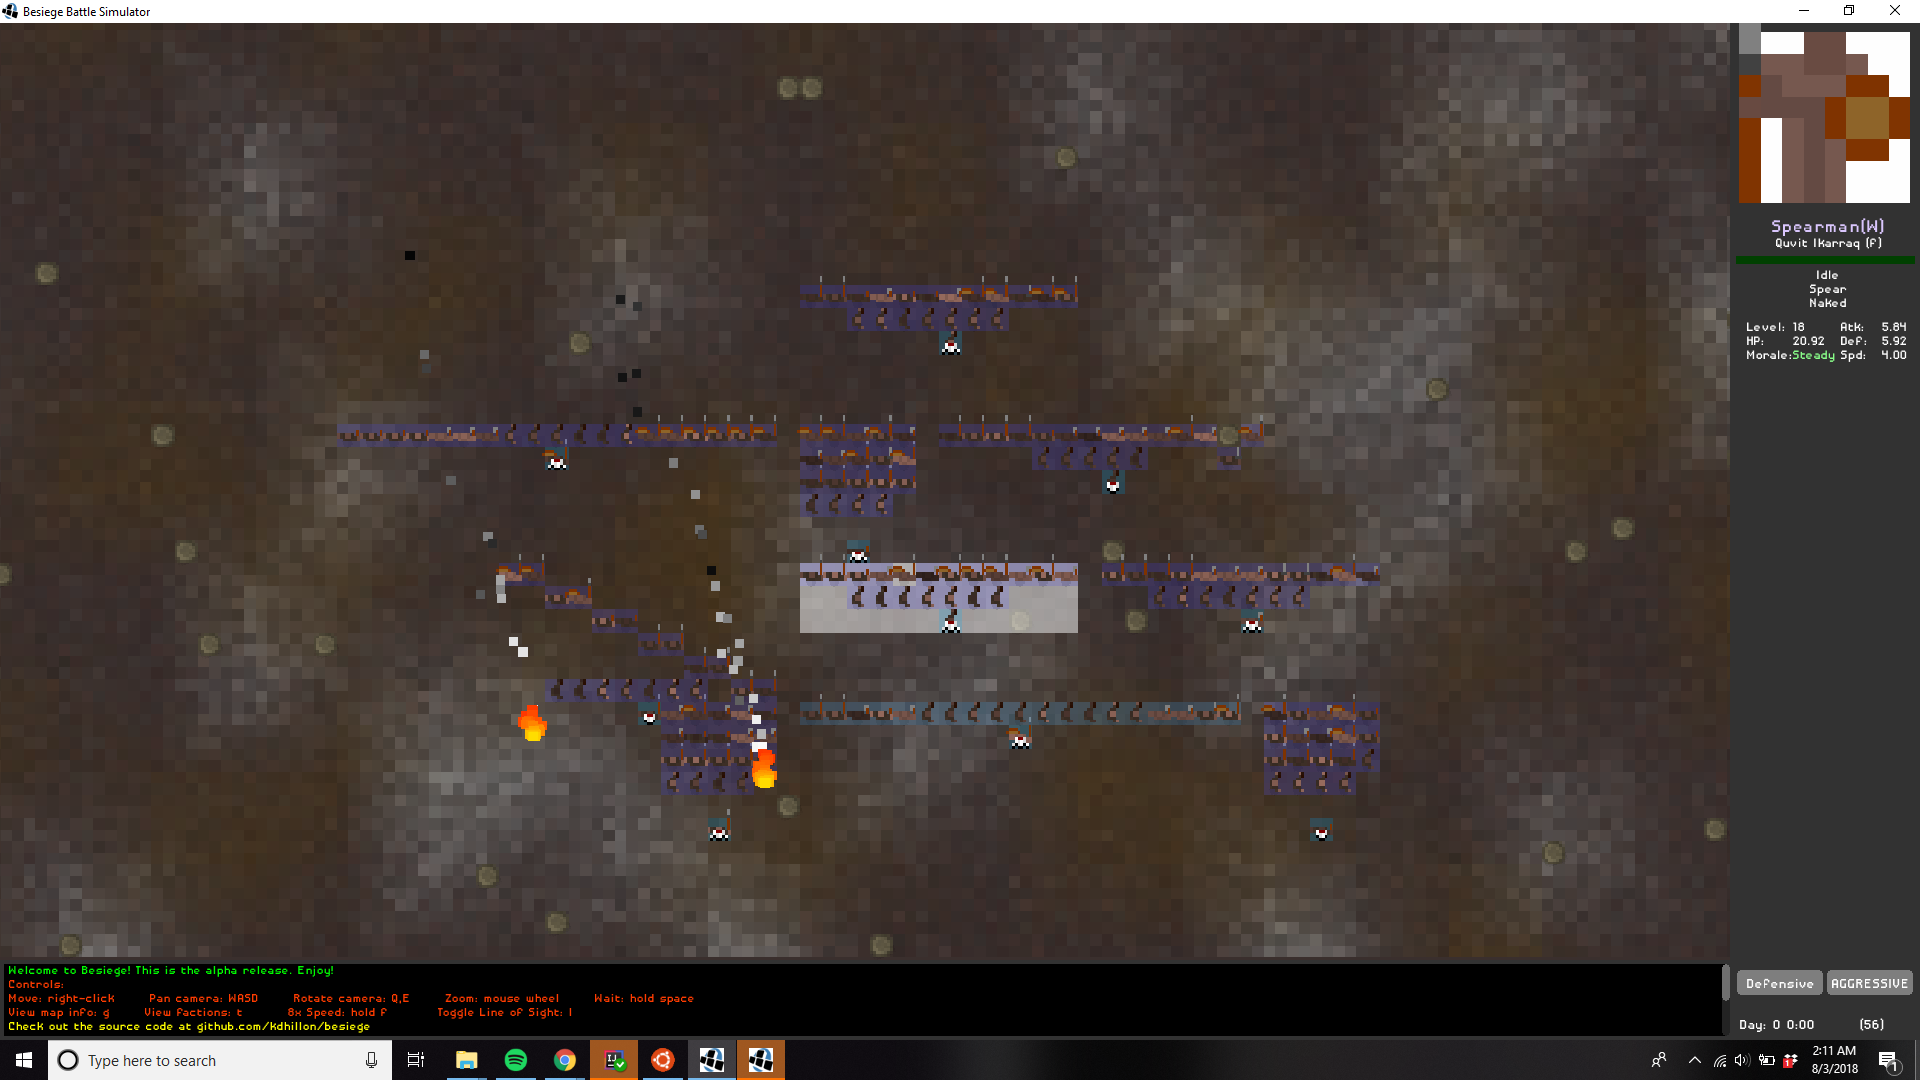 Besiege Battle Simulator
Spearman(W)
Quvit Ikarraq (F)
Idle
Spear
Naked
Level: 18 Atk: 5.84
HP: 20.92 Def: 5.92
Morale:Steady Spd: 4.00
Welcome to Besiege! This is the alpha release. Enjoy!
Controls:
Move: right-click Pan camera: WASD Rotate camera: Q,E Zoom: mouse wheel Wait: hold space
View map info: g View factions: t 8x Speed: hold f Toggle Line of Sight: l
Check out the source code at github.com/kdhillon/besiege
Defensive AGGRESSIVE
Day: 0 0:00 (56)
Type here to search
IJ
2:11 AM
8/3/2018
1